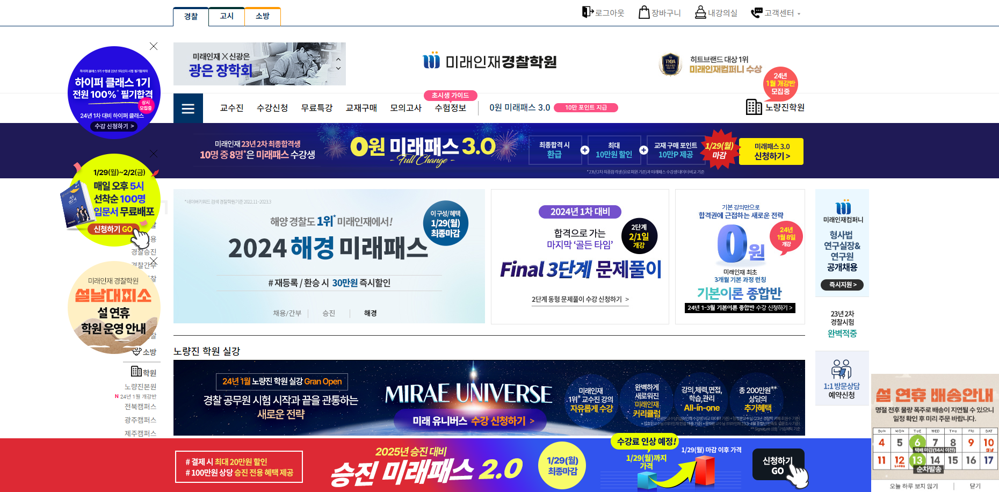 경찰
고시
소방
로그아웃
장바구니
내강의실
고객센터
미래인재 X 신광은
광은 장학회
미래인재경찰학원
히트브랜드 대상 1위
미래인재컴퍼니 수상
24년
1월 개강반
모집중
초시생 가이드
교수진
수강신청
무료특강
교재구매
모의고사
수험정보
0원 미래패스 3.0
10만 포인트 지급
노량진학원
하이퍼 클래스 1기
전원 100%* 필기합격
상시
모집중
24년 1차 대비 하이퍼 클래스
수강 신청하기 >
미래인재 23년 2차 최종합격생
10명 중 8명*은 미래패스 수강생
0원 미래패스 3.0
- Full Change -
최종합격 시
환급
최대
10만원 할인
교재 구매 포인트
10만P 제공
1/29(월)
마감
미래패스 3.0
신청하기 >
*23년 2차 최종합격생 (유료회원 기준)과 미래패스 수강생 데이터 비교 기준
1/29(월)~2/2(금)
매일 오후 5시
선착순 100명
입문서 무료배포
신청하기 GO
*네이버키워드 검색 경찰학원기준 2022.11~2023.3
해양 경찰도 1위* 미래인재에서!
2024 해경 미래패스
이 구성/혜택
1/29(월)
최종마감
# 재등록 / 환승 시 30만원 즉시할인
채용/간부
승진
해경
2024년 1차 대비
합격으로 가는
마지막 ‘골든 타임’
2단계
2/1일
개강
Final 3단계 문제풀이
2단계 동형 문제풀이 수강 신청하기 >
기본 강의만으로
합격권에 근접하는 새로운 전략
0원
24년
1월 8일
개강
미래인재 최초
3개월 기본 과정 런칭
기본이론 종합반
24년 1~3월 기본이론 종합반 수강 신청하기 >
미래인재컴퍼니
형사법
연구실장&
연구원
공개채용
즉시지원 >
23년 2차
경찰시험
완벽적중
1:1 방문상담
예약신청
경찰승진
경찰간부
미래인재 경찰학원
설날대피소
설 연휴
학원 운영 안내
소방
학원
노량진본원
N 24년 1월 개강반
전북캠퍼스
광주캠퍼스
제주캠퍼스
노량진 학원 실강
24년 1월 노량진 학원 실강 Gran Open
경찰 공무원 시험 시작과 끝을 관통하는
새로운 전략
MIRAE UNIVERSE
미래 유니버스 수강 신청하기 >
미래인재
1위* 교수진 강의
자유롭게 수강
완벽하게
새로워진
미래인재
커리큘럼
강의,체력,면접,
학습,관리
All-in-one
총 200만원**
상당의
추가혜택
# 결제 시 최대 20만원 할인
# 100만원 상당 승진 전용 혜택 제공
2025년 승진 대비
승진 미래패스 2.0
1/29(월)
최종마감
수강료 인상 예정!
1/29(월)까지
가격
1/29(월) 마감 이후 가격
신청하기
GO
설 연휴 배송안내
명절 전후 물량 폭주로 배송이 지연될 수 있으니
일정 확인 후 미리 주문 바랍니다.
SUN MON TUE WED THU FRI SAT
4 5 6 7 8 9 10
택배 마감(14시 이전)
설날
11 12 13 14 15 16 17
순차발송
오늘 하루 보지 않기
닫기